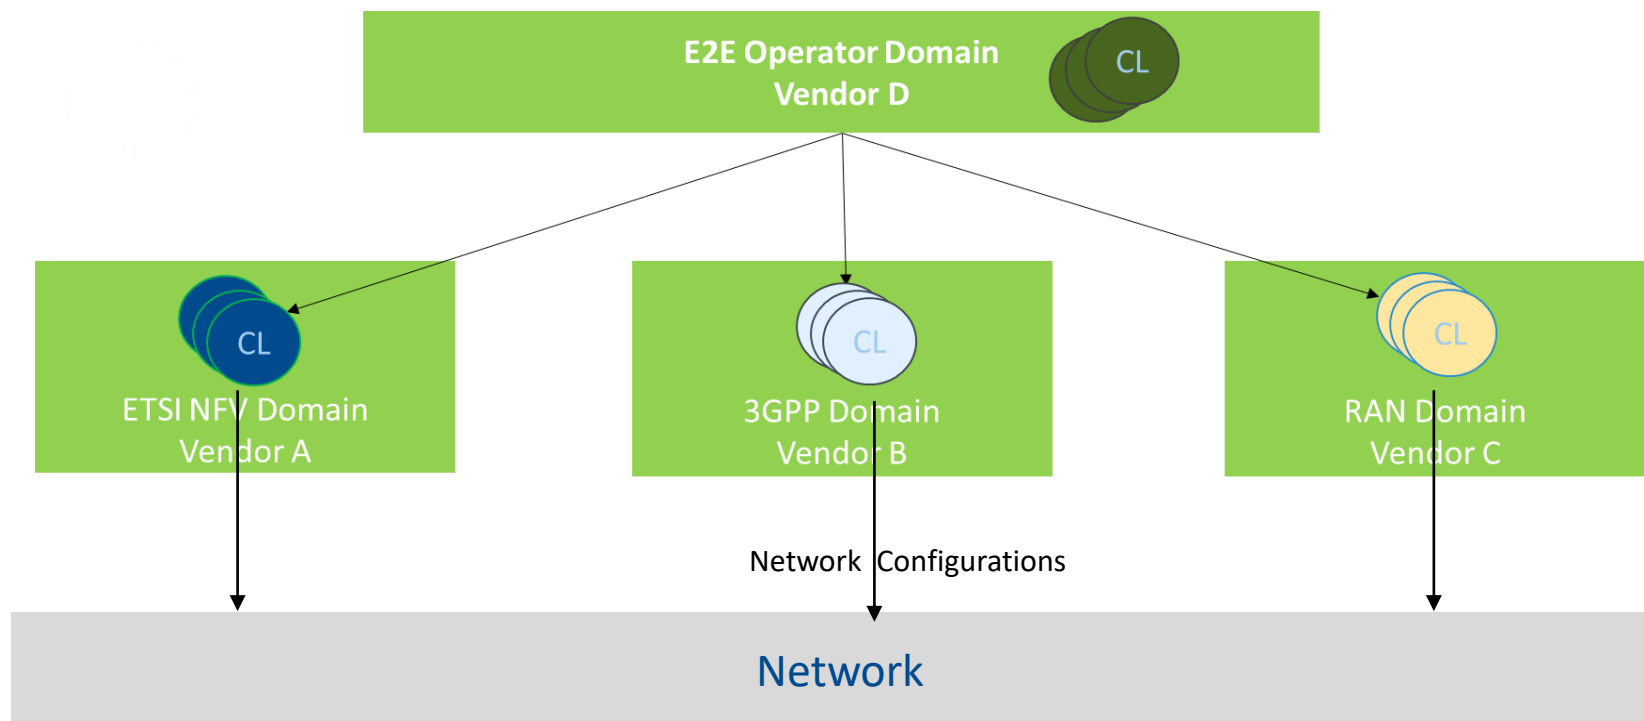 E2E Operator Domain
Vendor D
CL
CL
ETSI NFV Domain
Vendor A
CL
3GPP Domain
Vendor B
CL
RAN Domain
Vendor C
Network Configurations
Network